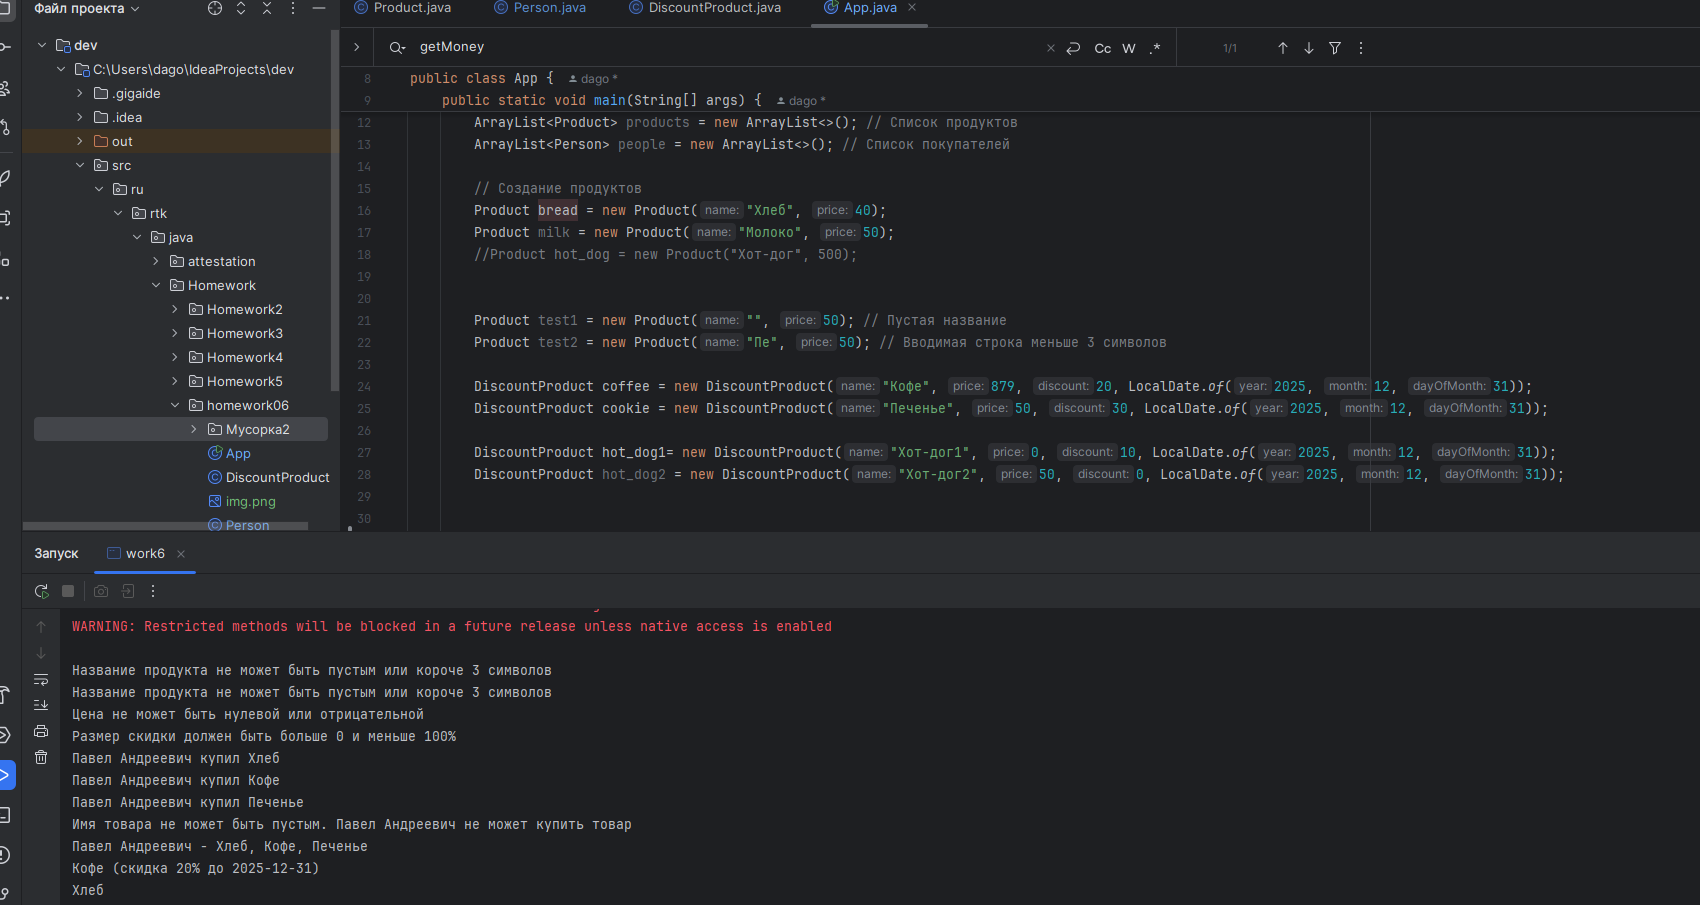 Файл проекта
Product.java
Person.java
DiscountProduct.java
App.java
getMoney
Cc W .*
1/1
dev
C:\Users\dago\IdeaProjects\dev
.gigaide
.idea
out
src
ru
rtk
java
attestation
Homework
Homework2
Homework3
Homework4
Homework5
homework06
Мусорка2
App
DiscountProduct
img.png
Person
8 public class App { dago *
9 public static void main(String[] args) { dago *
12 ArrayList<Product> products = new ArrayList<>(); // Список продуктов
13 ArrayList<Person> people = new ArrayList<>(); // Список покупателей
14
15 // Создание продуктов
16 Product bread = new Product( name: "Хлеб", price: 40);
17 Product milk = new Product( name: "Молоко", price: 50);
18 //Product hot_dog = new Product("Хот-дог", 500);
19
20
21 Product test1 = new Product( name: "", price: 50); // Пустая название
22 Product test2 = new Product( name: "Пе", price: 50); // Вводимая строка меньше 3 символов
23
24 DiscountProduct coffee = new DiscountProduct( name: "Кофе", price: 879, discount: 20, LocalDate.of( year: 2025, month: 12, dayOfMonth: 31));
25 DiscountProduct cookie = new DiscountProduct( name: "Печенье", price: 50, discount: 30, LocalDate.of( year: 2025, month: 12, dayOfMonth: 31));
26
27 DiscountProduct hot_dog1= new DiscountProduct( name: "Хот-дог1", price: 0, discount: 10, LocalDate.of( year: 2025, month: 12, dayOfMonth: 31));
28 DiscountProduct hot_dog2 = new DiscountProduct( name: "Хот-дог2", price: 50, discount: 0, LocalDate.of( year: 2025, month: 12, dayOfMonth: 31));
29
30
Запуск
work6
WARNING: Restricted methods will be blocked in a future release unless native access is enabled
Название продукта не может быть пустым или короче 3 символов
Название продукта не может быть пустым или короче 3 символов
Цена не может быть нулевой или отрицательной
Размер скидки должен быть больше 0 и меньше 100%
Павел Андреевич купил Хлеб
Павел Андреевич купил Кофе
Павел Андреевич купил Печенье
Имя товара не может быть пустым. Павел Андреевич не может купить товар
Павел Андреевич - Хлеб, Кофе, Печенье
Кофе (скидка 20% до 2025-12-31)
Хлеб